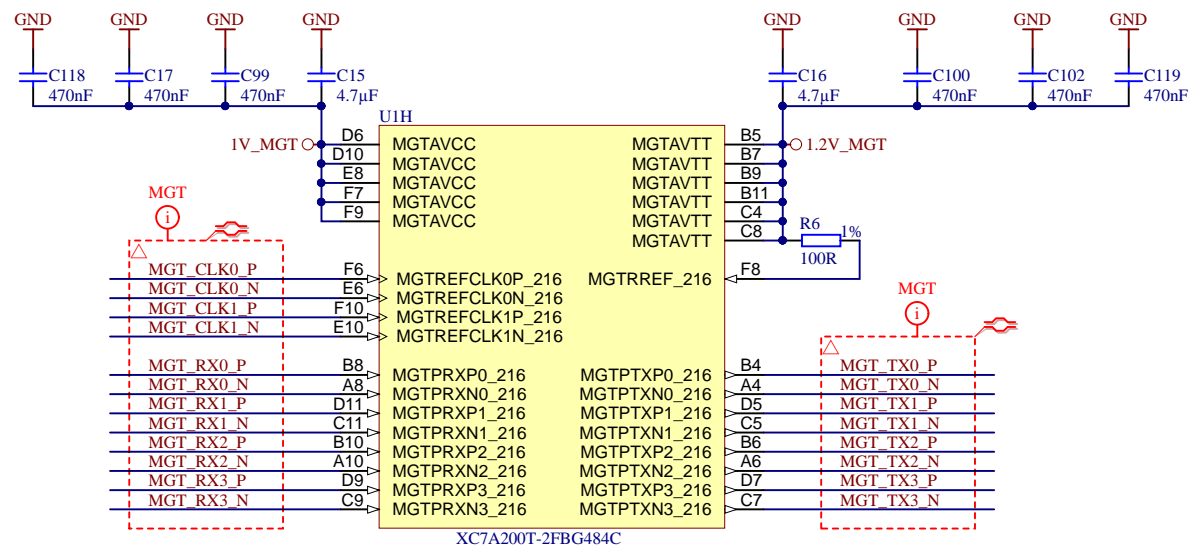 GND GND GND GND GND GND GND GND
C118 C17 C99 C15 C16 C100 C102 C119
470nF 470nF 470nF 4.7µF 4.7µF 470nF 470nF 470nF
U1H
1V_MGT D6 MGTAVCC MGTAVTT B5 1.2V_MGT
D10 MGTAVCC MGTAVTT B7
E8 MGTAVCC MGTAVTT B9
F7 MGTAVCC MGTAVTT B11
F9 MGTAVCC MGTAVTT C4
MGTAVTT C8 R6 1%
100R
MGT
i
MGT_CLK0_P F6 MGTREFCLK0P_216 MGTRREF_216 F8
MGT_CLK0_N E6 MGTREFCLK0N_216
MGT_CLK1_P F10 MGTREFCLK1P_216
MGT_CLK1_N E10 MGTREFCLK1N_216
MGT
i
MGT_RX0_P B8 MGTPRXP0_216 MGTPTXP0_216 B4 MGT_TX0_P
MGT_RX0_N A8 MGTPRXN0_216 MGTPTXN0_216 A4 MGT_TX0_N
MGT_RX1_P D11 MGTPRXP1_216 MGTPTXP1_216 D5 MGT_TX1_P
MGT_RX1_N C11 MGTPRXN1_216 MGTPTXN1_216 C5 MGT_TX1_N
MGT_RX2_P B10 MGTPRXP2_216 MGTPTXP2_216 B6 MGT_TX2_P
MGT_RX2_N A10 MGTPRXN2_216 MGTPTXN2_216 A6 MGT_TX2_N
MGT_RX3_P D9 MGTPRXP3_216 MGTPTXP3_216 D7 MGT_TX3_P
MGT_RX3_N C9 MGTPRXN3_216 MGTPTXN3_216 C7 MGT_TX3_N
XC7A200T-2FBG484C